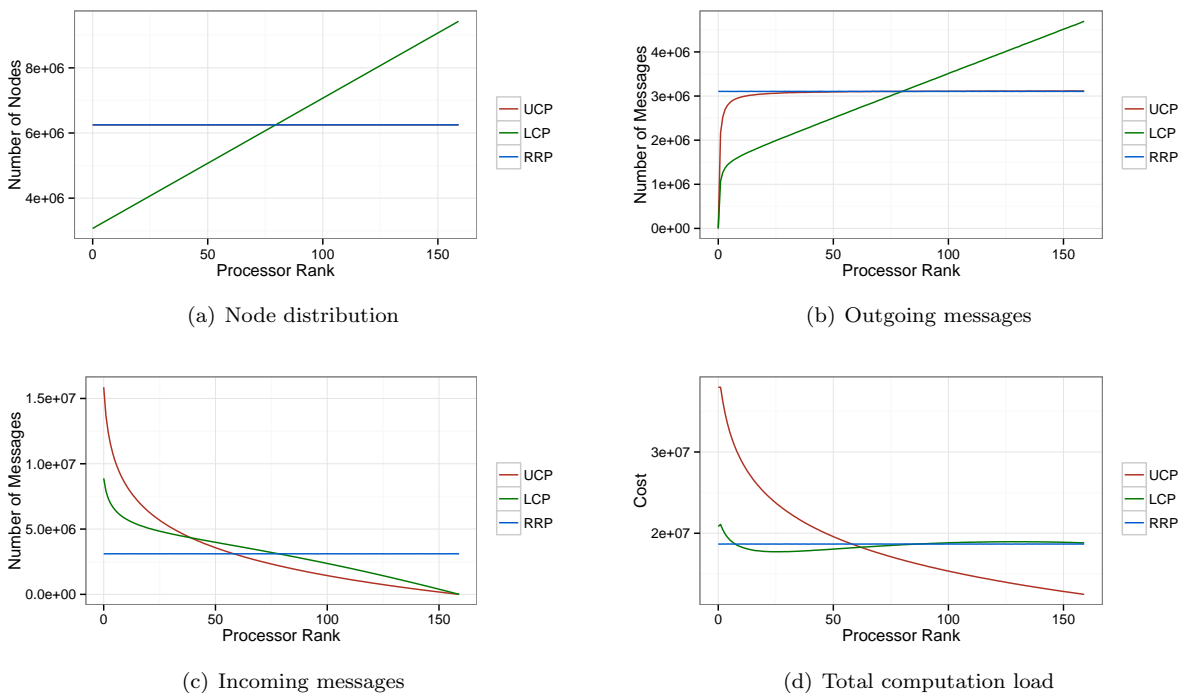 Number of Nodes
8e+06
6e+06
4e+06
0
50
100
150
Processor Rank
UCP
LCP
RRP
(a) Node distribution
Number of Messages
4e+06
3e+06
2e+06
1e+06
0e+00
0
50
100
150
Processor Rank
UCP
LCP
RRP
(b) Outgoing messages
Number of Messages
1.5e+07
1.0e+07
5.0e+06
0.0e+00
0
50
100
150
Processor Rank
UCP
LCP
RRP
(c) Incoming messages
Cost
3e+07
2e+07
0
50
100
150
Processor Rank
UCP
LCP
RRP
(d) Total computation load